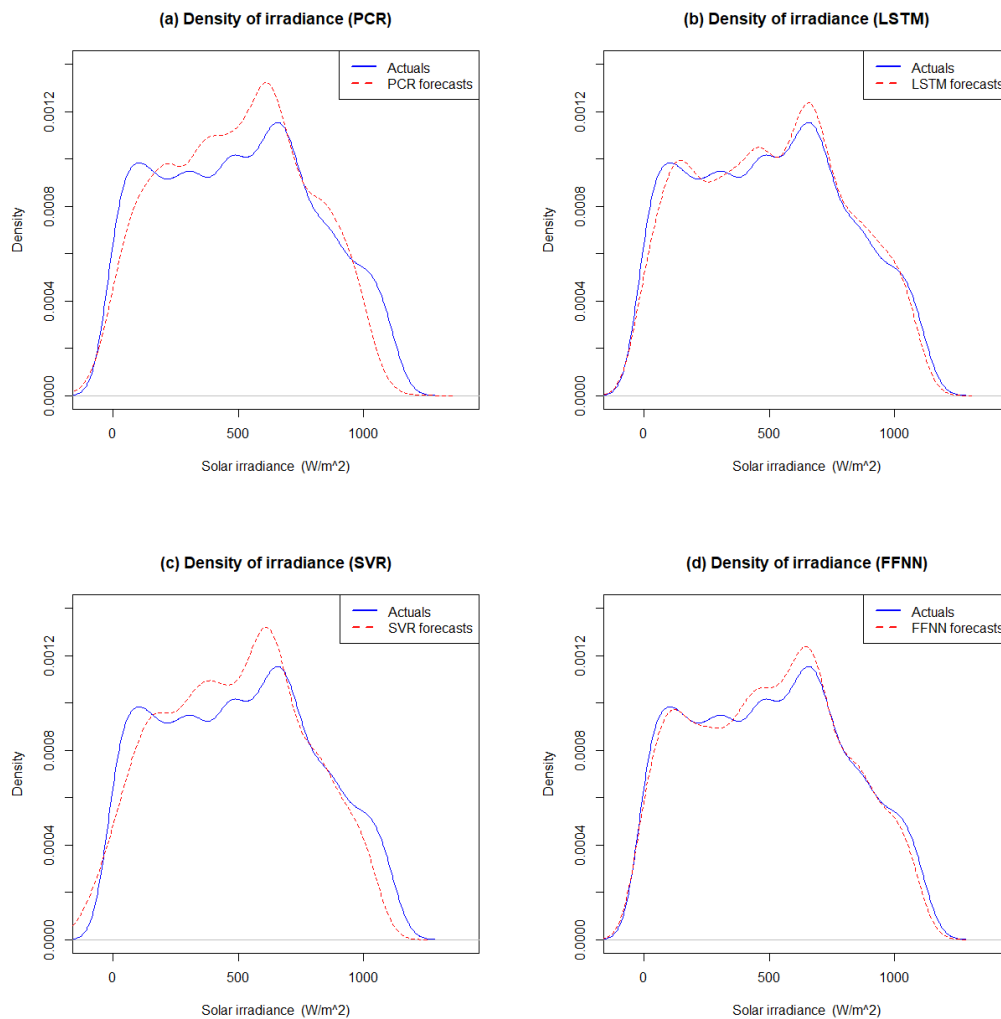 (a) Density of irradiance (PCR)
Actuals
PCR forecasts
Density
0.0000 0.0004 0.0008 0.0012
0 500 1000
Solar irradiance (W/m^2)
(b) Density of irradiance (LSTM)
Actuals
LSTM forecasts
Density
0.0000 0.0004 0.0008 0.0012
0 500 1000
Solar irradiance (W/m^2)
(c) Density of irradiance (SVR)
Actuals
SVR forecasts
Density
0.0000 0.0004 0.0008 0.0012
0 500 1000
Solar irradiance (W/m^2)
(d) Density of irradiance (FFNN)
Actuals
FFNN forecasts
Density
0.0000 0.0004 0.0008 0.0012
0 500 1000
Solar irradiance (W/m^2)